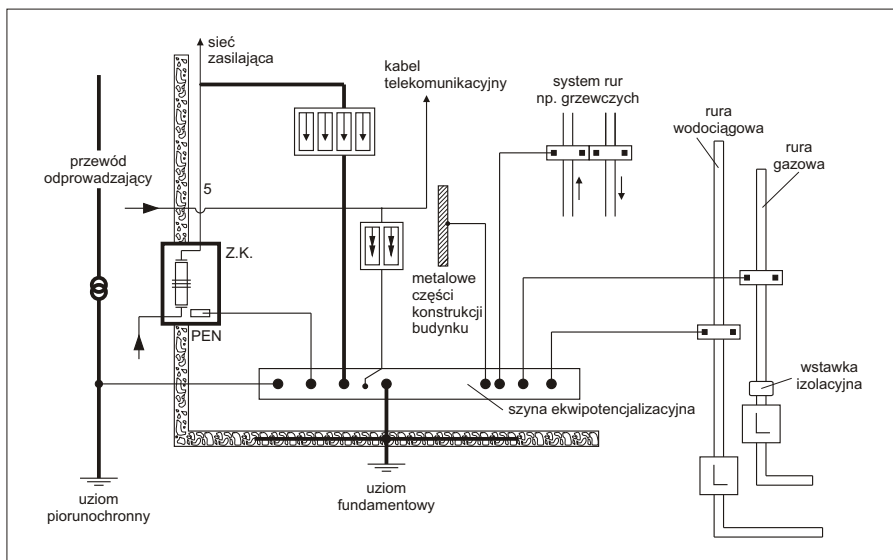 sieć
zasilająca
kabel
telekomunikacyjny
system rur
np. grzewczych
rura
wodociągowa
rura
gazowa
przewód
odprowadzający
5
Z.K.
metalowe
części
konstrukcji
budynku
PEN
wstawka
izolacyjna
szyna ekwipotencjalizacyjna
uziom
piorunochronny
uziom
fundamentowy